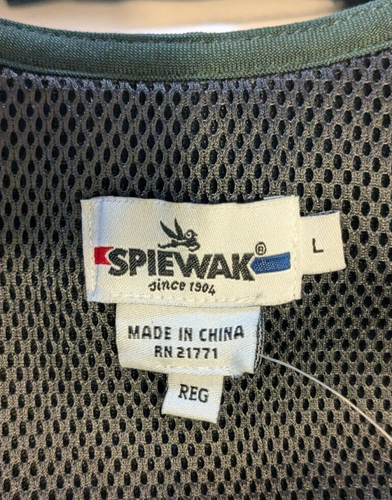 SPIEWAK®
since 1904
L
MADE IN CHINA
RN 21771
REG